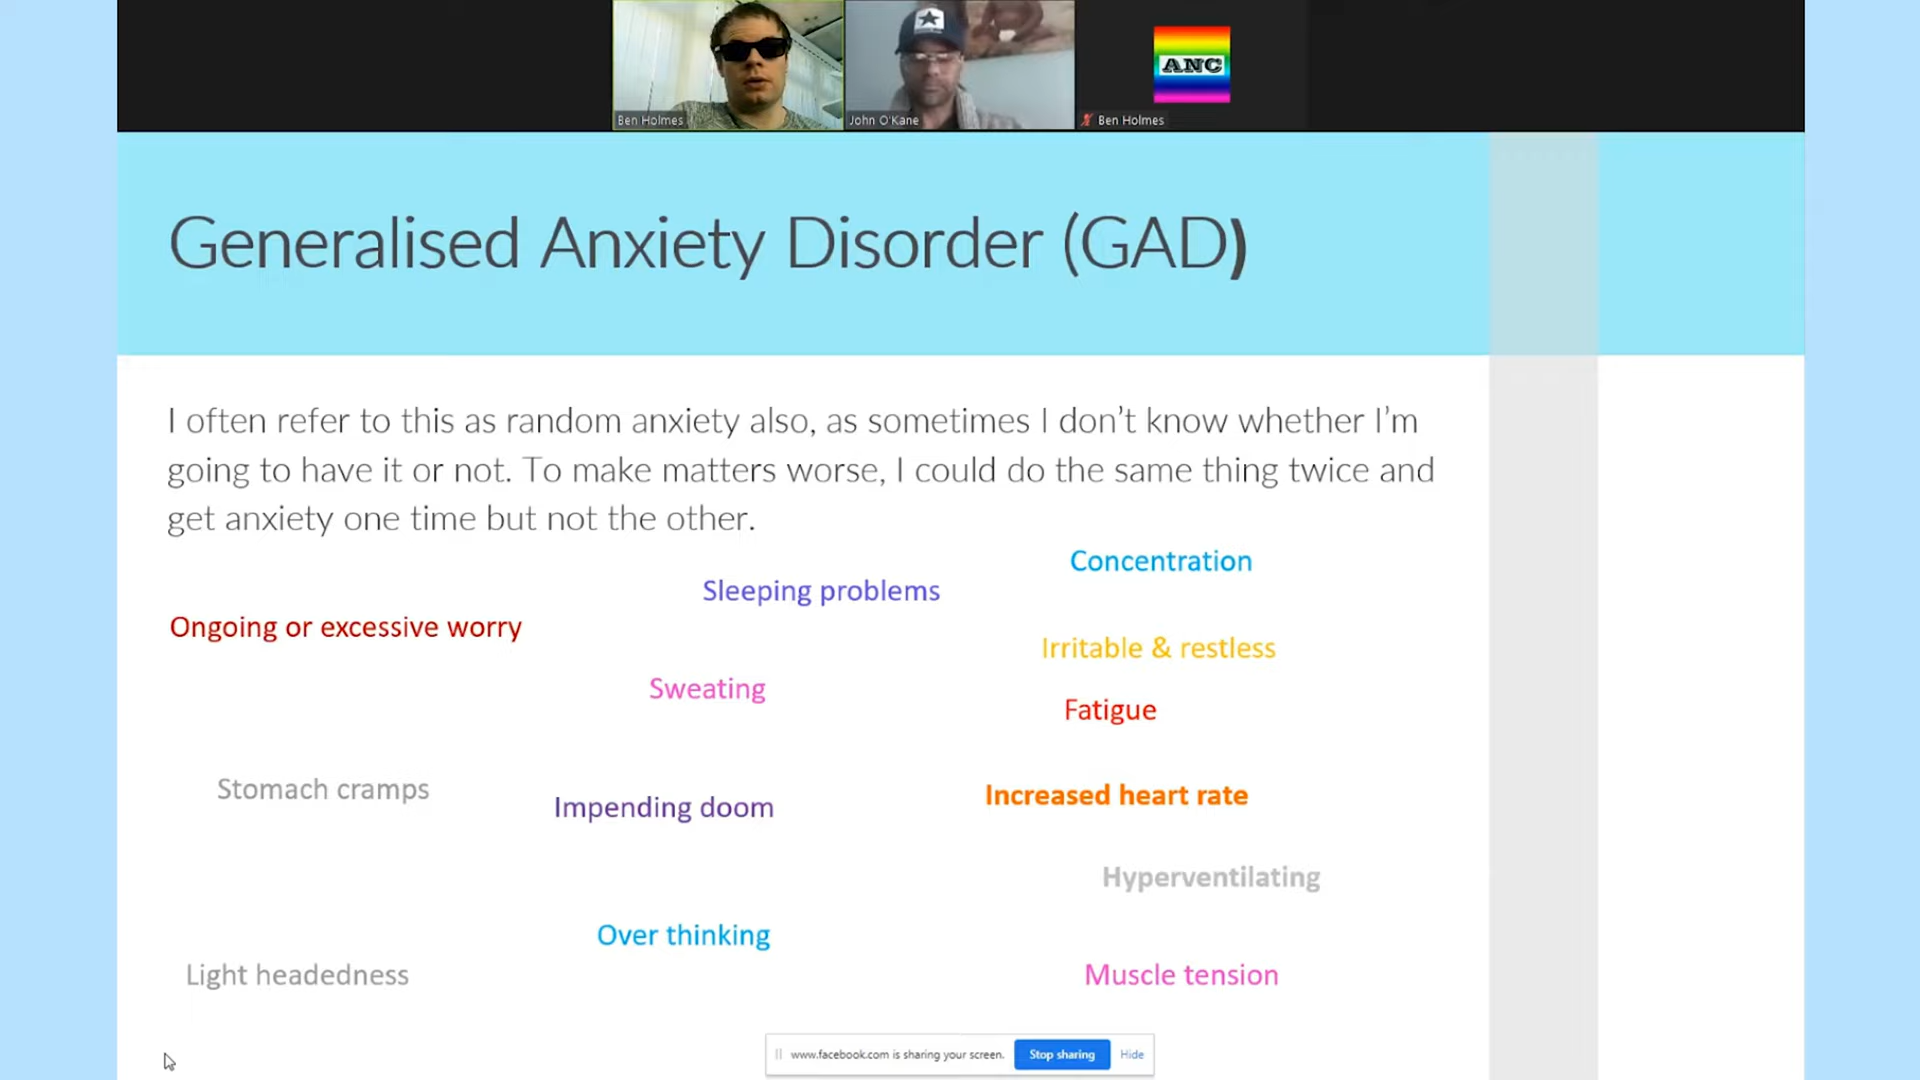 ANC
Ben Holmes
John O'Kane
Ben Holmes
Generalised Anxiety Disorder (GAD)
I often refer to this as random anxiety also, as sometimes I don't know whether I'm
going to have it or not. To make matters worse, I could do the same thing twice and
get anxiety one time but not the other.
Concentration
Sleeping problems
Ongoing or excessive worry
Irritable & restless
Sweating
Fatigue
Stomach cramps
Impending doom
Increased heart rate
Hyperventilating
Over thinking
Light headedness
Muscle tension
www.facebook.com is sharing your screen.
Stop sharing
Hide